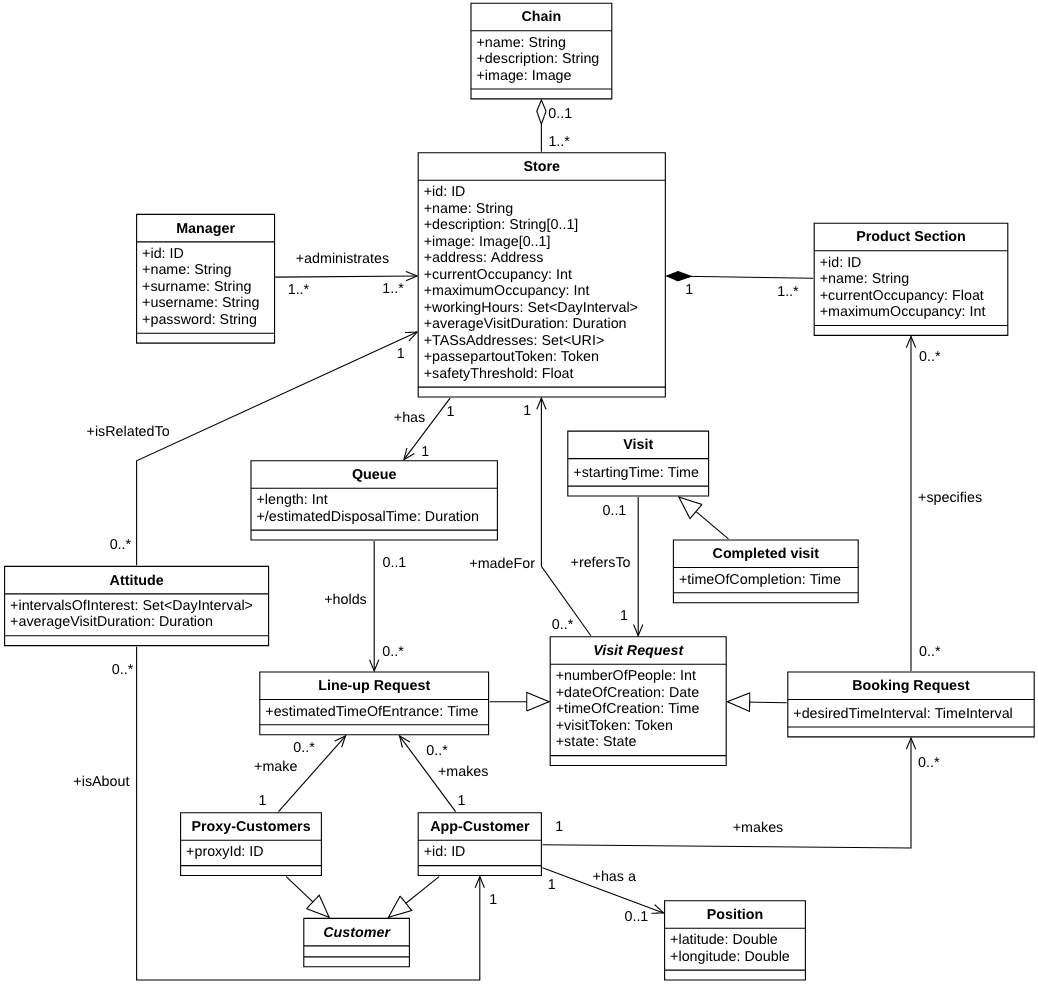 Chain
+name: String
+description: String
+image: Image
0..1
1..*
Store
+id: ID
+name: String
+description: String[0..1]
+image: Image[0..1]
+address: Address
+currentOccupancy: Int
+maximumOccupancy: Int
+workingHours: Set<DayInterval>
+averageVisitDuration: Duration
+TASsAddresses: Set<URI>
+passepartoutToken: Token
+safetyThreshold: Float
Manager
+id: ID
+name: String
+surname: String
+username: String
+password: String
+administrates
1..*
1..*
Product Section
+id: ID
+name: String
+currentOccupancy: Float
+maximumOccupancy: Int
1
1..*
1
+isRelatedTo
0..*
+has
1
1
1
0..*
+specifies
0..*
Queue
+length: Int
+/estimatedDisposalTime: Duration
Visit
+startingTime: Time
0..1
+refersTo
1
Completed visit
+timeOfCompletion: Time
+madeFor
0..*
0..1
+holds
0..*
Attitude
+intervalsOfInterest: Set<DayInterval>
+averageVisitDuration: Duration
0..*
+isAbout
1
Line-up Request
+estimatedTimeOfEntrance: Time
Visit Request
+numberOfPeople: Int
+dateOfCreation: Date
+timeOfCreation: Time
+visitToken: Token
+state: State
Booking Request
+desiredTimeInterval: TimeInterval
0..*
+make
1
0..*
+makes
1
0..*
+makes
1
Proxy-Customers
+proxyId: ID
App-Customer
+id: ID
1
+has a
0..1
Customer
Position
+latitude: Double
+longitude: Double